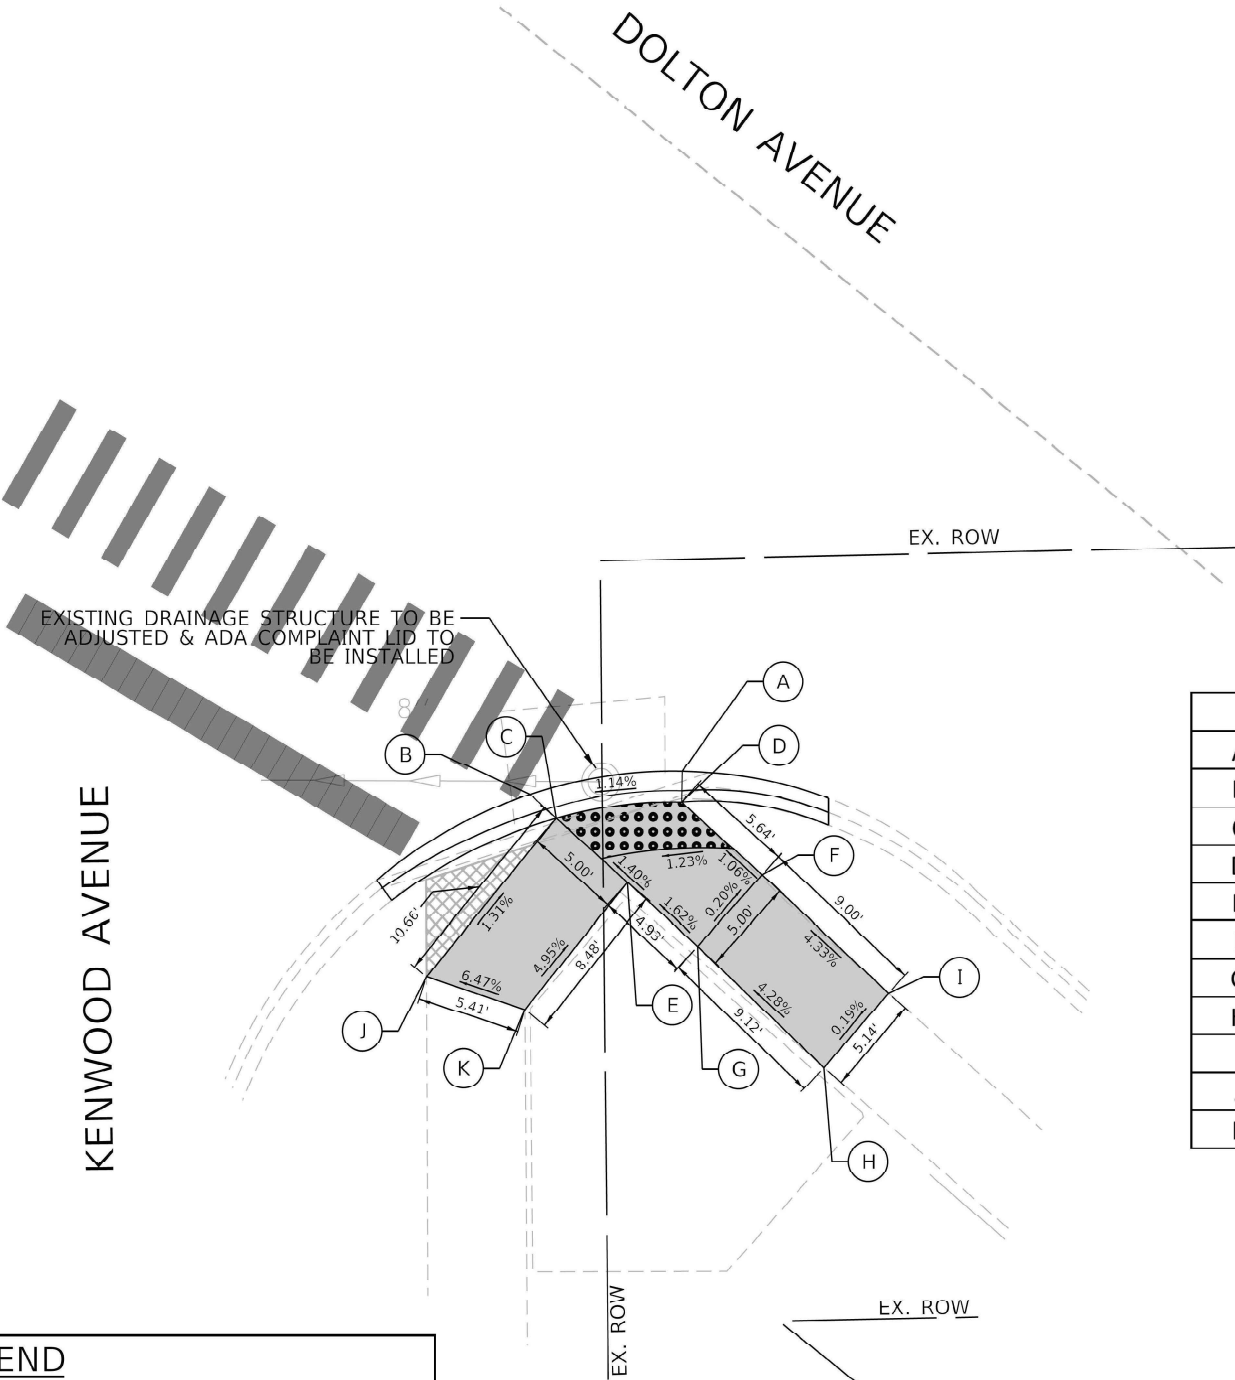 DOLTON AVENUE
EX. ROW
EXISTING DRAINAGE STRUCTURE TO BE
ADJUSTED & ADA COMPLAINT LID TO
BE INSTALLED
A
8
C
B
D
1.14%
5.64'
5.00'
1.40%
1.23%
1.06%
F
KENWOOD AVENUE
10.66'
1.31%
1.62%
0.20%
9.00'
4.93'
5.00'
4.95%
8.48'
4.33%
6.47%
5.41'
E
4.28%
9.12'
0.19%
5.14'
I
J
K
G
H
EX. ROW
EX. ROW
END